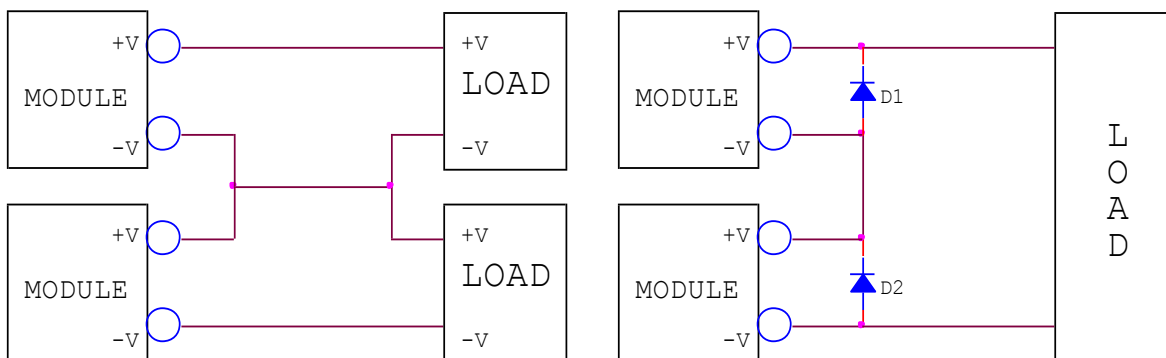 +V
MODULE
-V
+V
LOAD
-V
+V
MODULE
-V
+V
LOAD
-V
+V
MODULE
-V
D1
+V
MODULE
-V
D2
L
O
A
D